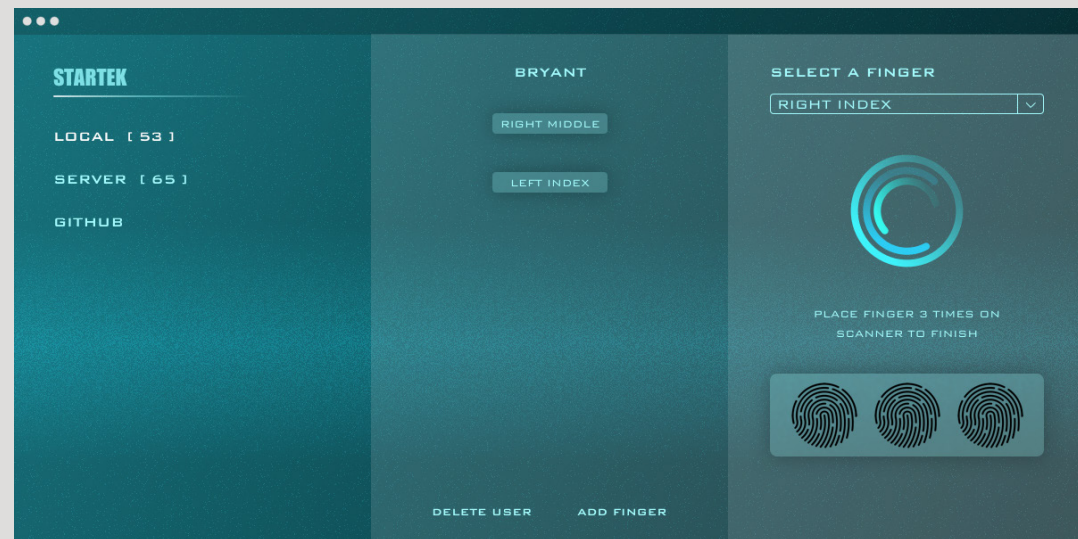 STARTEK
LOCAL [ 53 ]
SERVER [ 65 ]
GITHUB
BRYANT
RIGHT MIDDLE
LEFT INDEX
DELETE USER
ADD FINGER
SELECT A FINGER
RIGHT INDEX
PLACE FINGER 3 TIMES ON
SCANNER TO FINISH